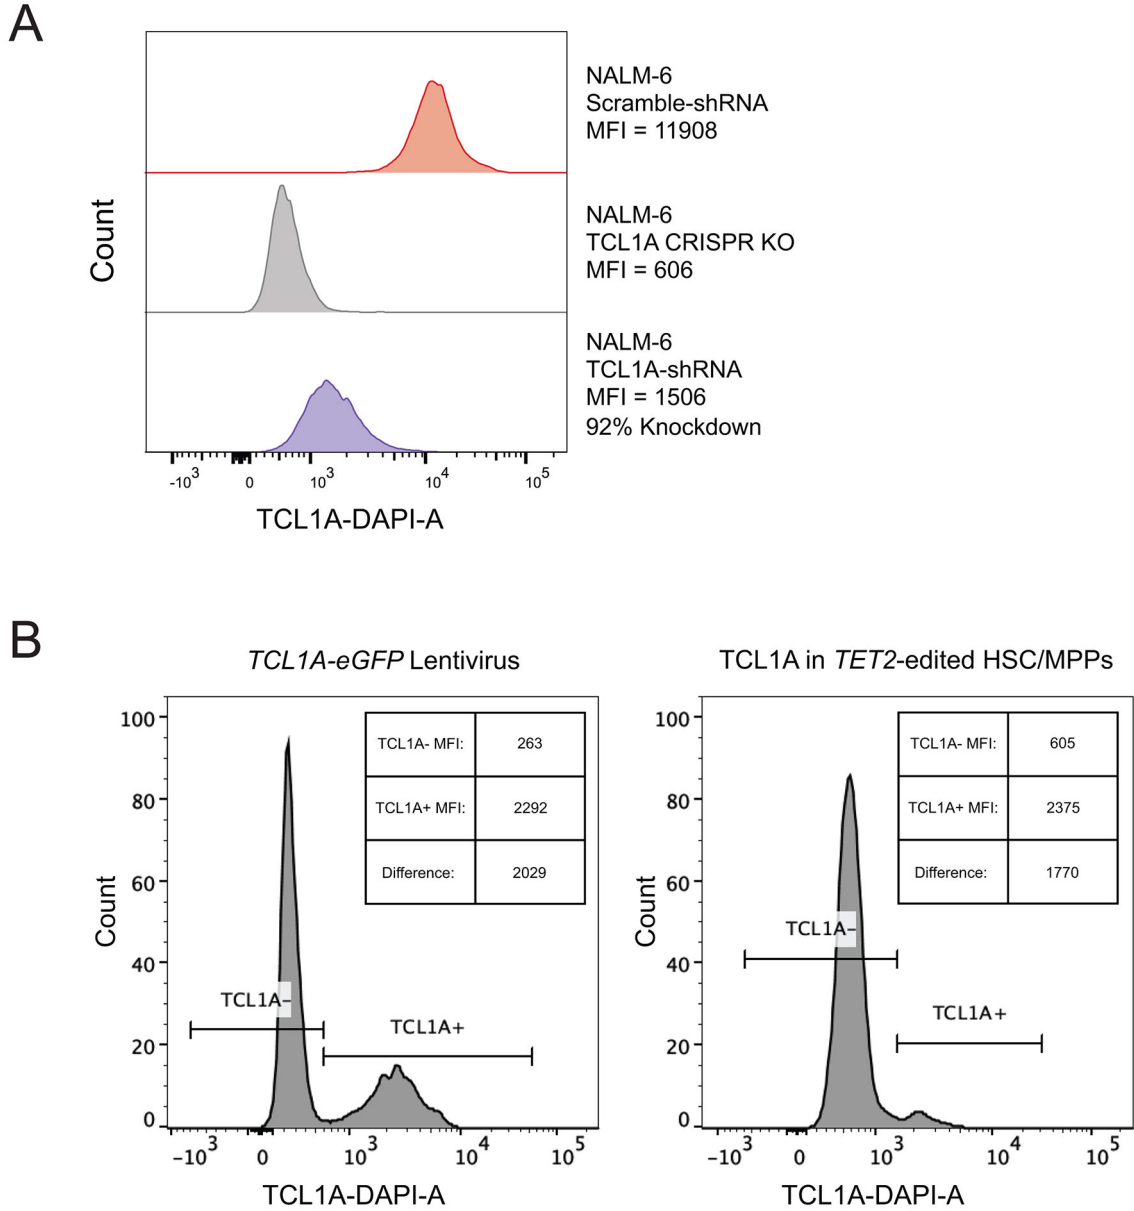 A
NALM-6
Scramble-shRNA
MFI = 11908
NALM-6
TCL1A CRISPR KO
MFI = 606
NALM-6
TCL1A-shRNA
MFI = 1506
92% Knockdown
Count
-10³ 0 10³ 10⁴ 10⁵
TCL1A-DAPI-A
B
TCL1A-eGFP Lentivirus
100
80
60
40
20
0
Count
TCL1A- MFI: 263
TCL1A+ MFI: 2292
Difference: 2029
TCL1A-
TCL1A+
-10³ 0 10³ 10⁴ 10⁵
TCL1A-DAPI-A
TCL1A in TET2-edited HSC/MPPs
100
80
60
40
20
0
Count
TCL1A- MFI: 605
TCL1A+ MFI: 2375
Difference: 1770
TCL1A-
TCL1A+
-10³ 0 10³ 10⁴ 10⁵
TCL1A-DAPI-A